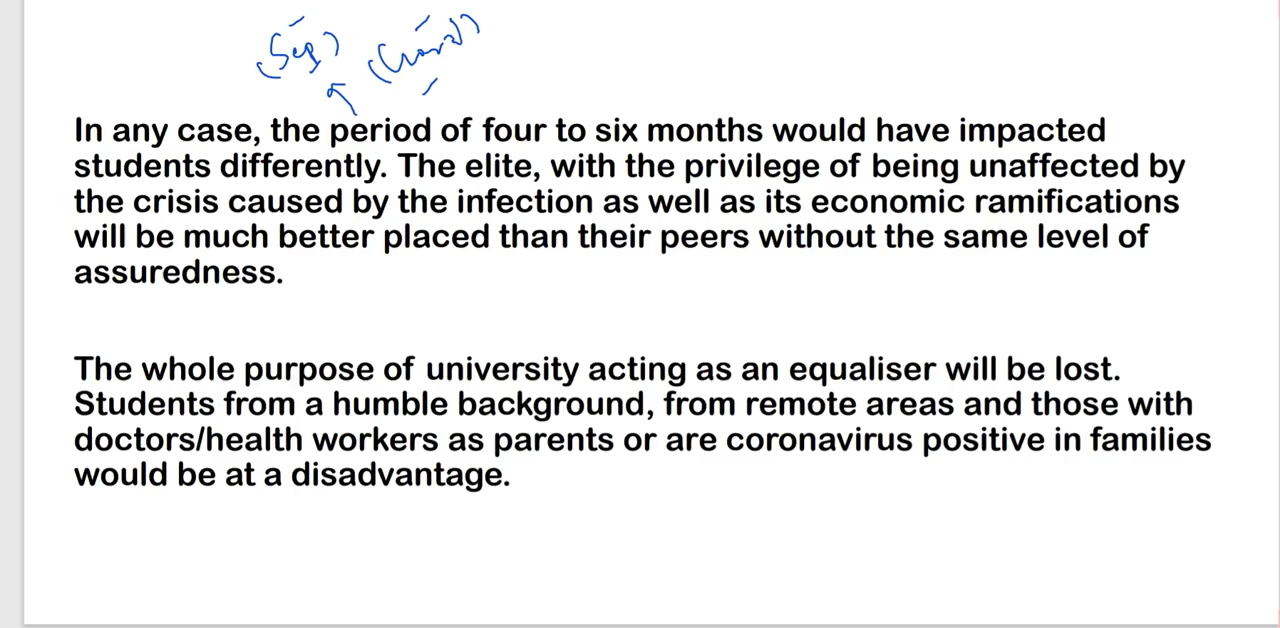 (Sep)
In any case, the period of four to six months would have impacted
students differently. The elite, with the privilege of being unaffected by
the crisis caused by the infection as well as its economic ramifications
will be much better placed than their peers without the same level of
assuredness.
The whole purpose of university acting as an equaliser will be lost.
Students from a humble background, from remote areas and those with
doctors/health workers as parents or are coronavirus positive in families
would be at a disadvantage.